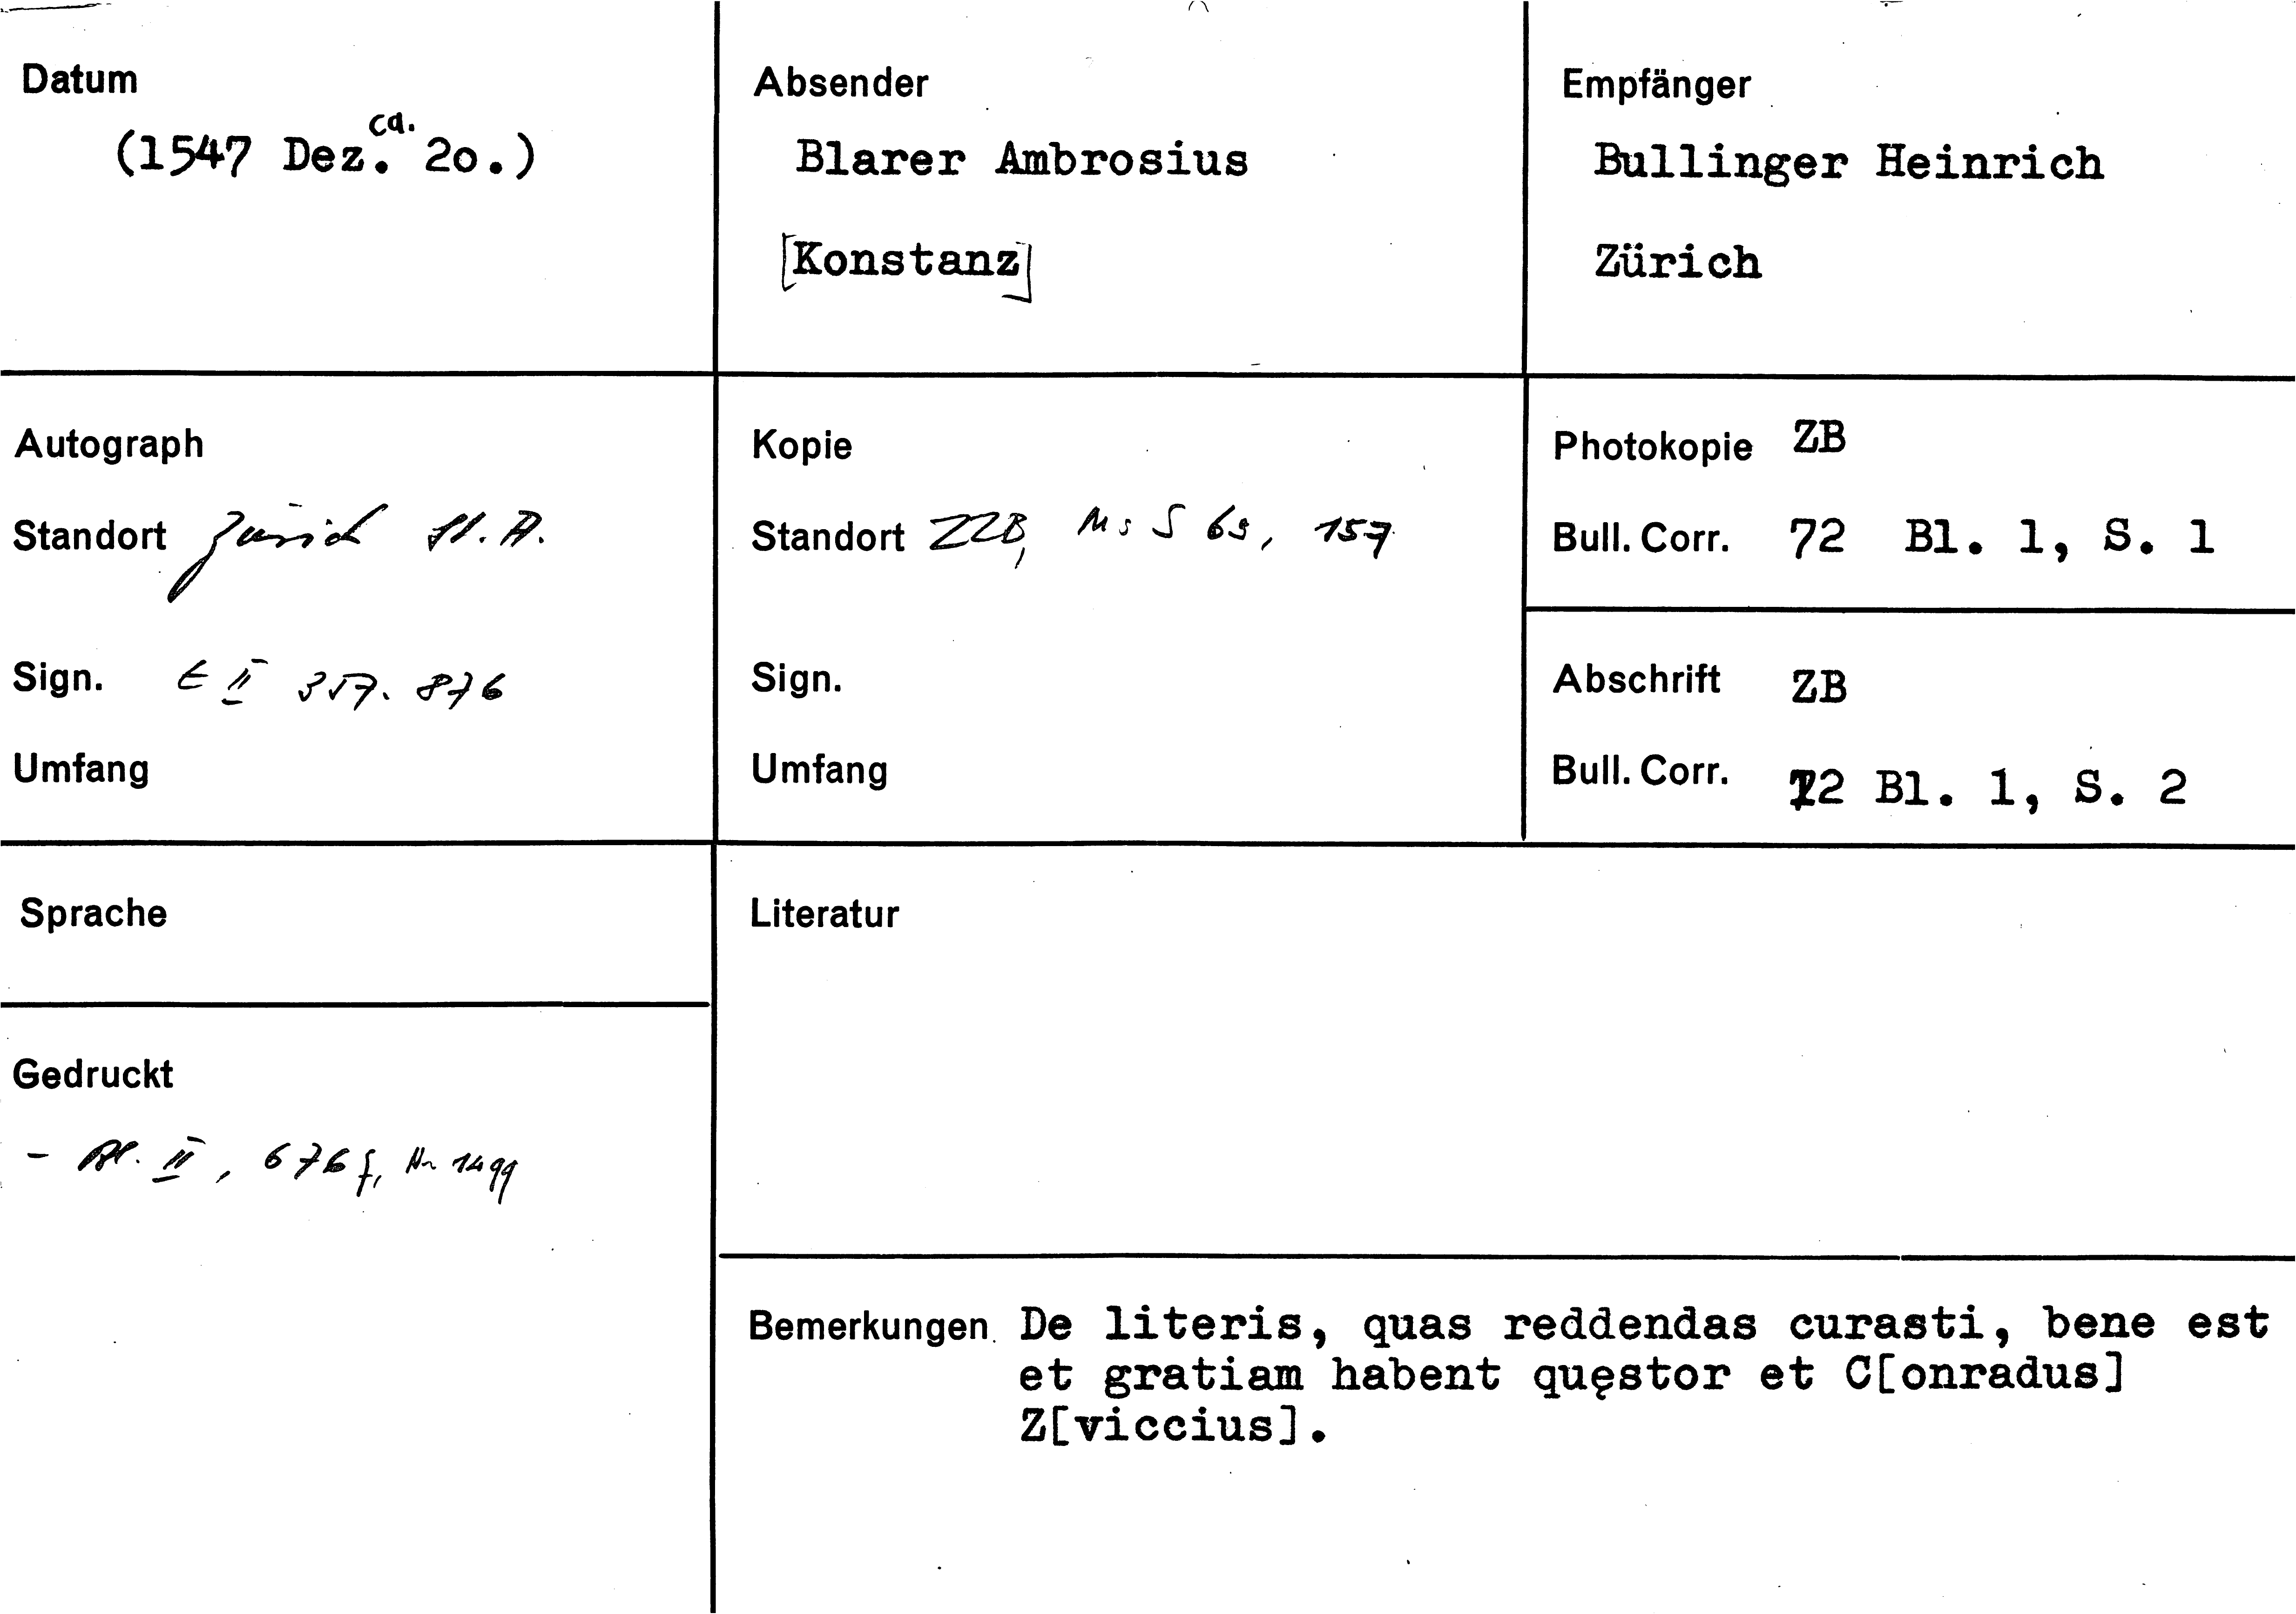 Datum
ca.
(1547 Dez. 2o.)
Absender
Blarer Ambrosius
[Konstanz]
Empfänger
Bullinger Heinrich
Zürich
Autograph
Standort Zürich St. A.
Sign. E II 357. 876
Umfang
Kopie
Standort ZZB, Ms S 69, 157
Sign.
Umfang
Photokopie ZB
Bull. Corr. 72 Bl. 1, S. 1
Abschrift ZB
Bull. Corr. 72 Bl. 1, S. 2
Sprache
Gedruckt
- Bl. II, 676 f, Nr 1499
Literatur
Bemerkungen De literis, quas reddendas curasti, bene est
et gratiam habent quęstor et C[onradus]
Z[viccius].